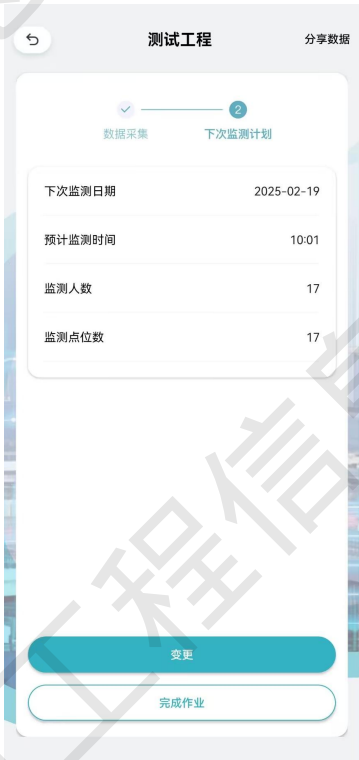 测试工程 分享数据
2
数据采集 下次监测计划
下次监测日期 2025-02-19
预计监测时间 10:01
监测人数 17
监测点位数 17
变更
完成作业
工程信